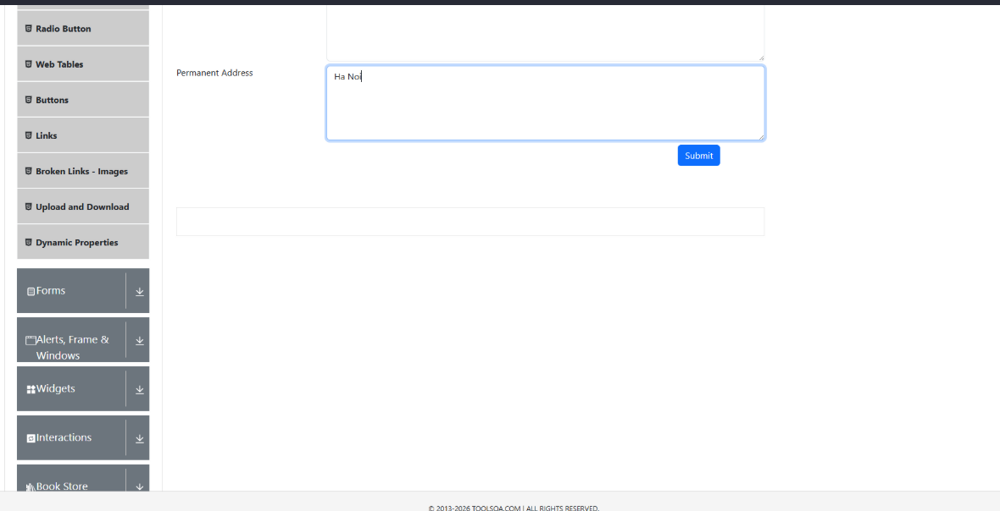 Radio Button
Web Tables
Buttons
Links
Broken Links - Images
Upload and Download
Dynamic Properties
Forms
Alerts, Frame &
Windows
Widgets
Interactions
Book Store
Permanent Address
Ha Noi
Submit
© 2013-2026 TOOLSQA.COM | ALL RIGHTS RESERVED.